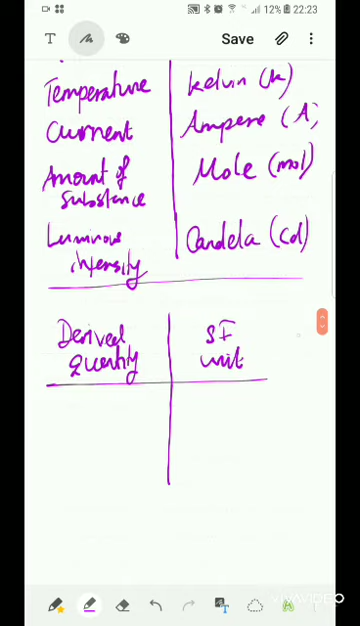 12% 22:23
T Save
Temperature Kelvin (k)
Current Ampere (A)
Amount of Mole (mol)
Substance
Luminous Candela (Cd)
intensity
Derived SI
quantity unit
T
VIVAVIDEO